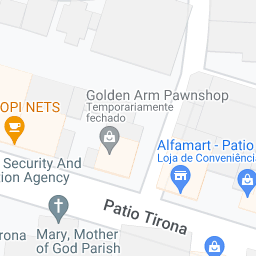 OPI NETS
Golden Arm Pawnshop
Temporariamente
fechado
Alfamart - Patio
Loja de Conveniênci
Security And
tion Agency
Patio Tirona
rona
Mary, Mother
of God Parish